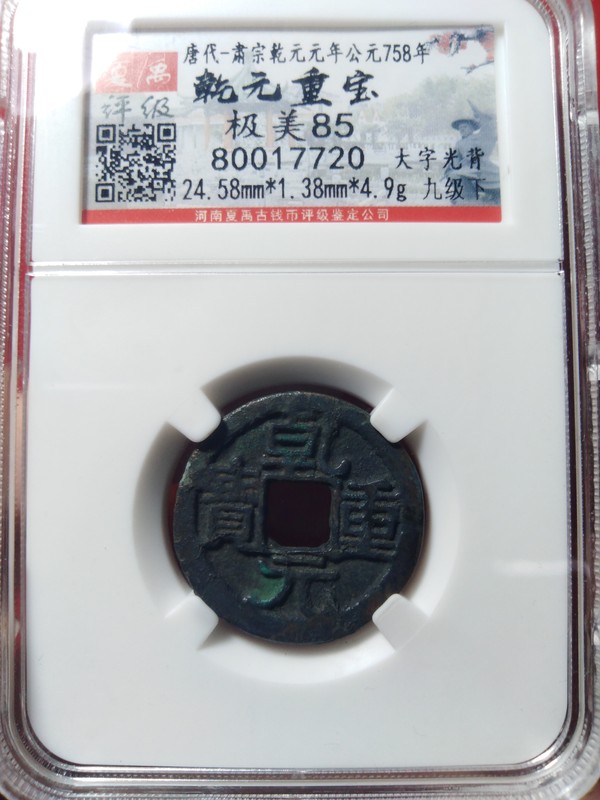 唐代-肃宗乾元元年公元758年
夏禹
评级
乾元重宝
极美85
80017720 大字光背
24.58mm*1.38mm*4.9g 九级下
河南夏禹古钱币评级鉴定公司
乾
寶 重
元